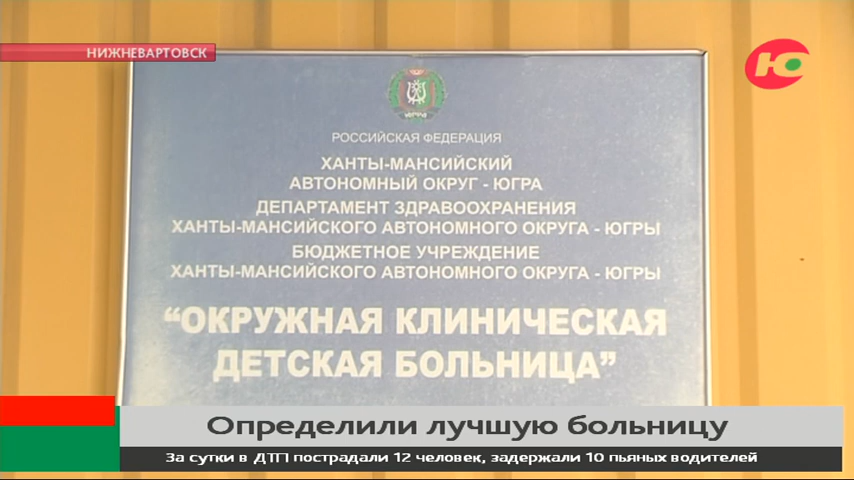 НИЖНЕВАРТОВСК
Ю
РОССИЙСКАЯ ФЕДЕРАЦИЯ
ХАНТЫ-МАНСИЙСКИЙ
АВТОНОМНЫЙ ОКРУГ - ЮГРА
ДЕПАРТАМЕНТ ЗДРАВООХРАНЕНИЯ
ХАНТЫ-МАНСИЙСКОГО АВТОНОМНОГО ОКРУГА - ЮГРЫ
БЮДЖЕТНОЕ УЧРЕЖДЕНИЕ
ХАНТЫ-МАНСИЙСКОГО АВТОНОМНОГО ОКРУГА - ЮГРЫ
“ОКРУЖНАЯ КЛИНИЧЕСКАЯ
ДЕТСКАЯ БОЛЬНИЦА”
Определили лучшую больницу
За сутки в ДТП пострадали 12 человек, задержали 10 пьяных водителей